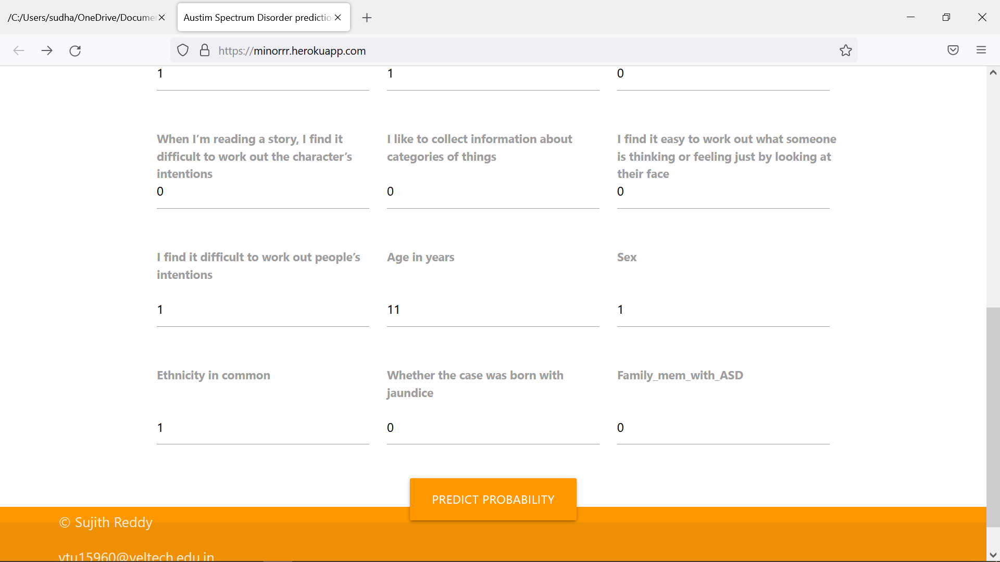 /C:/Users/sudha/OneDrive/Docume
Austim Spectrum Disorder predictio
https://minorrr.herokuapp.com
1
1
0
When I’m reading a story, I find it
difficult to work out the character’s
intentions
0
I like to collect information about
categories of things
0
I find it easy to work out what someone
is thinking or feeling just by looking at
their face
0
I find it difficult to work out people’s
intentions
1
Age in years
11
Sex
1
Ethnicity in common
1
Whether the case was born with
jaundice
0
Family_mem_with_ASD
0
PREDICT PROBABILITY
© Sujith Reddy
vtu15960@veltech.edu.in